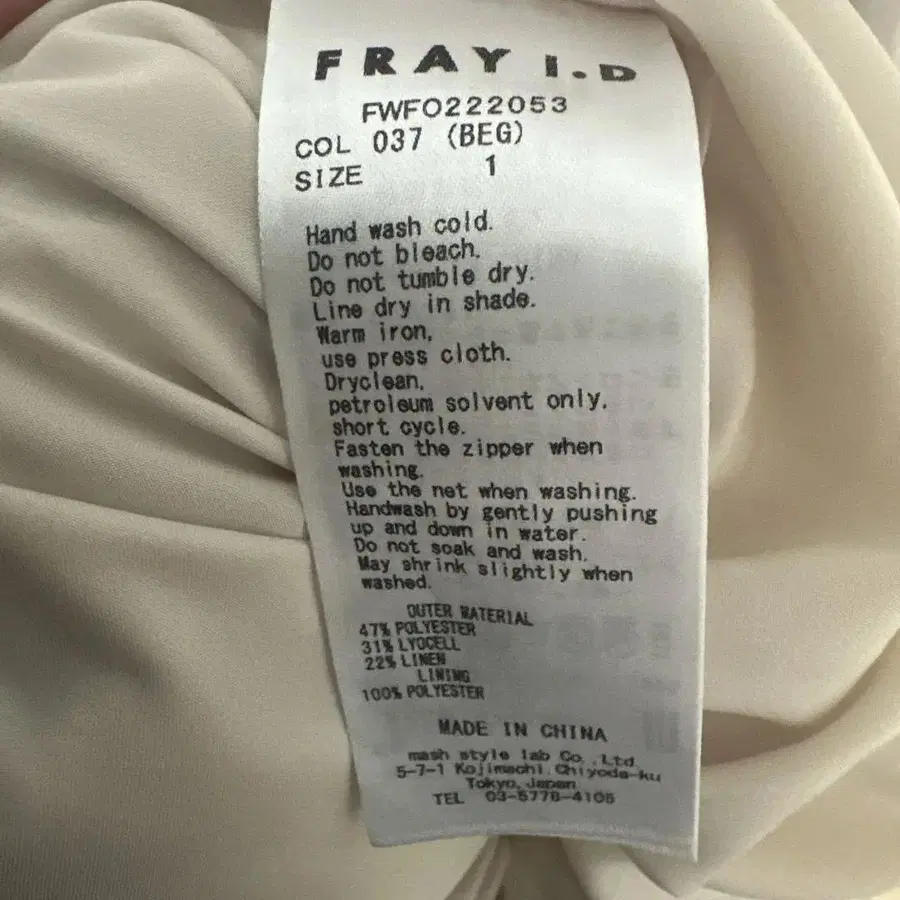 FRAY I.D
FWFO222053
COL 037 (BEG)
SIZE 1
Hand wash cold.
Do not bleach.
Do not tumble dry.
Line dry in shade.
Warm iron,
use press cloth.
Dryclean,
petroleum solvent only.
short cycle.
Fasten the zipper when
washing.
Use the net when washing.
Handwash by gently pushing
up and down in water.
Do not soak and wash.
May shrink slightly when
washed.
OUTER MATERIAL
47% POLYESTER
31% LYOCELL
22% LINEN
LINING
100% POLYESTER
MADE IN CHINA
mash style lab Co.,Ltd.
5-7-1 Kojimachi,Chiyoda-ku
Tokyo,Japan
TEL 03-5778-4105